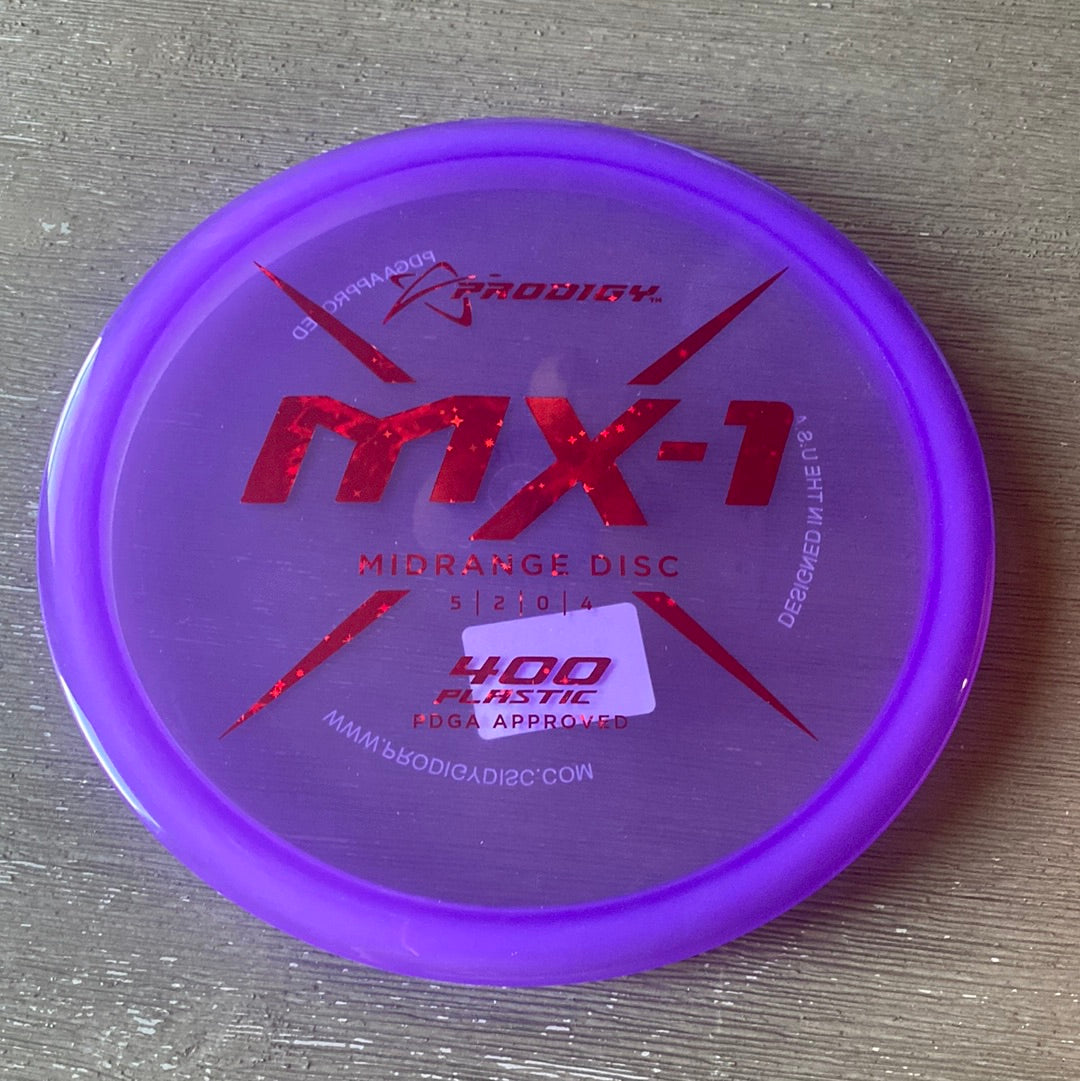 PRODIGY™
MX-1
MIDRANGE DISC
5|2|0|4
400
PLASTIC
PDGA APPROVED
PDGA APPROVED
DESIGNED IN THE U.S.A
WWW.PRODIGYDISC.COM